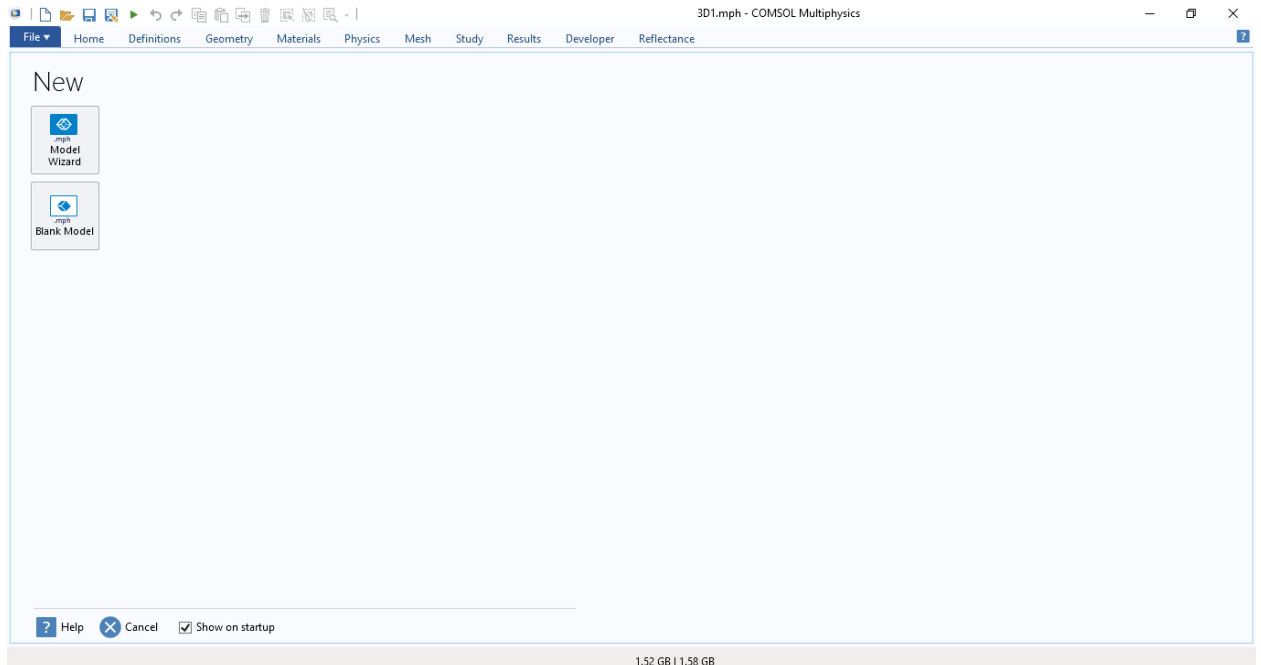 3D1.mph - COMSOL Multiphysics
File Home Definitions Geometry Materials Physics Mesh Study Results Developer Reflectance ?
New
.mph
Model
Wizard
.mph
Blank Model
? Help Cancel Show on startup
1.52 GB | 1.58 GB